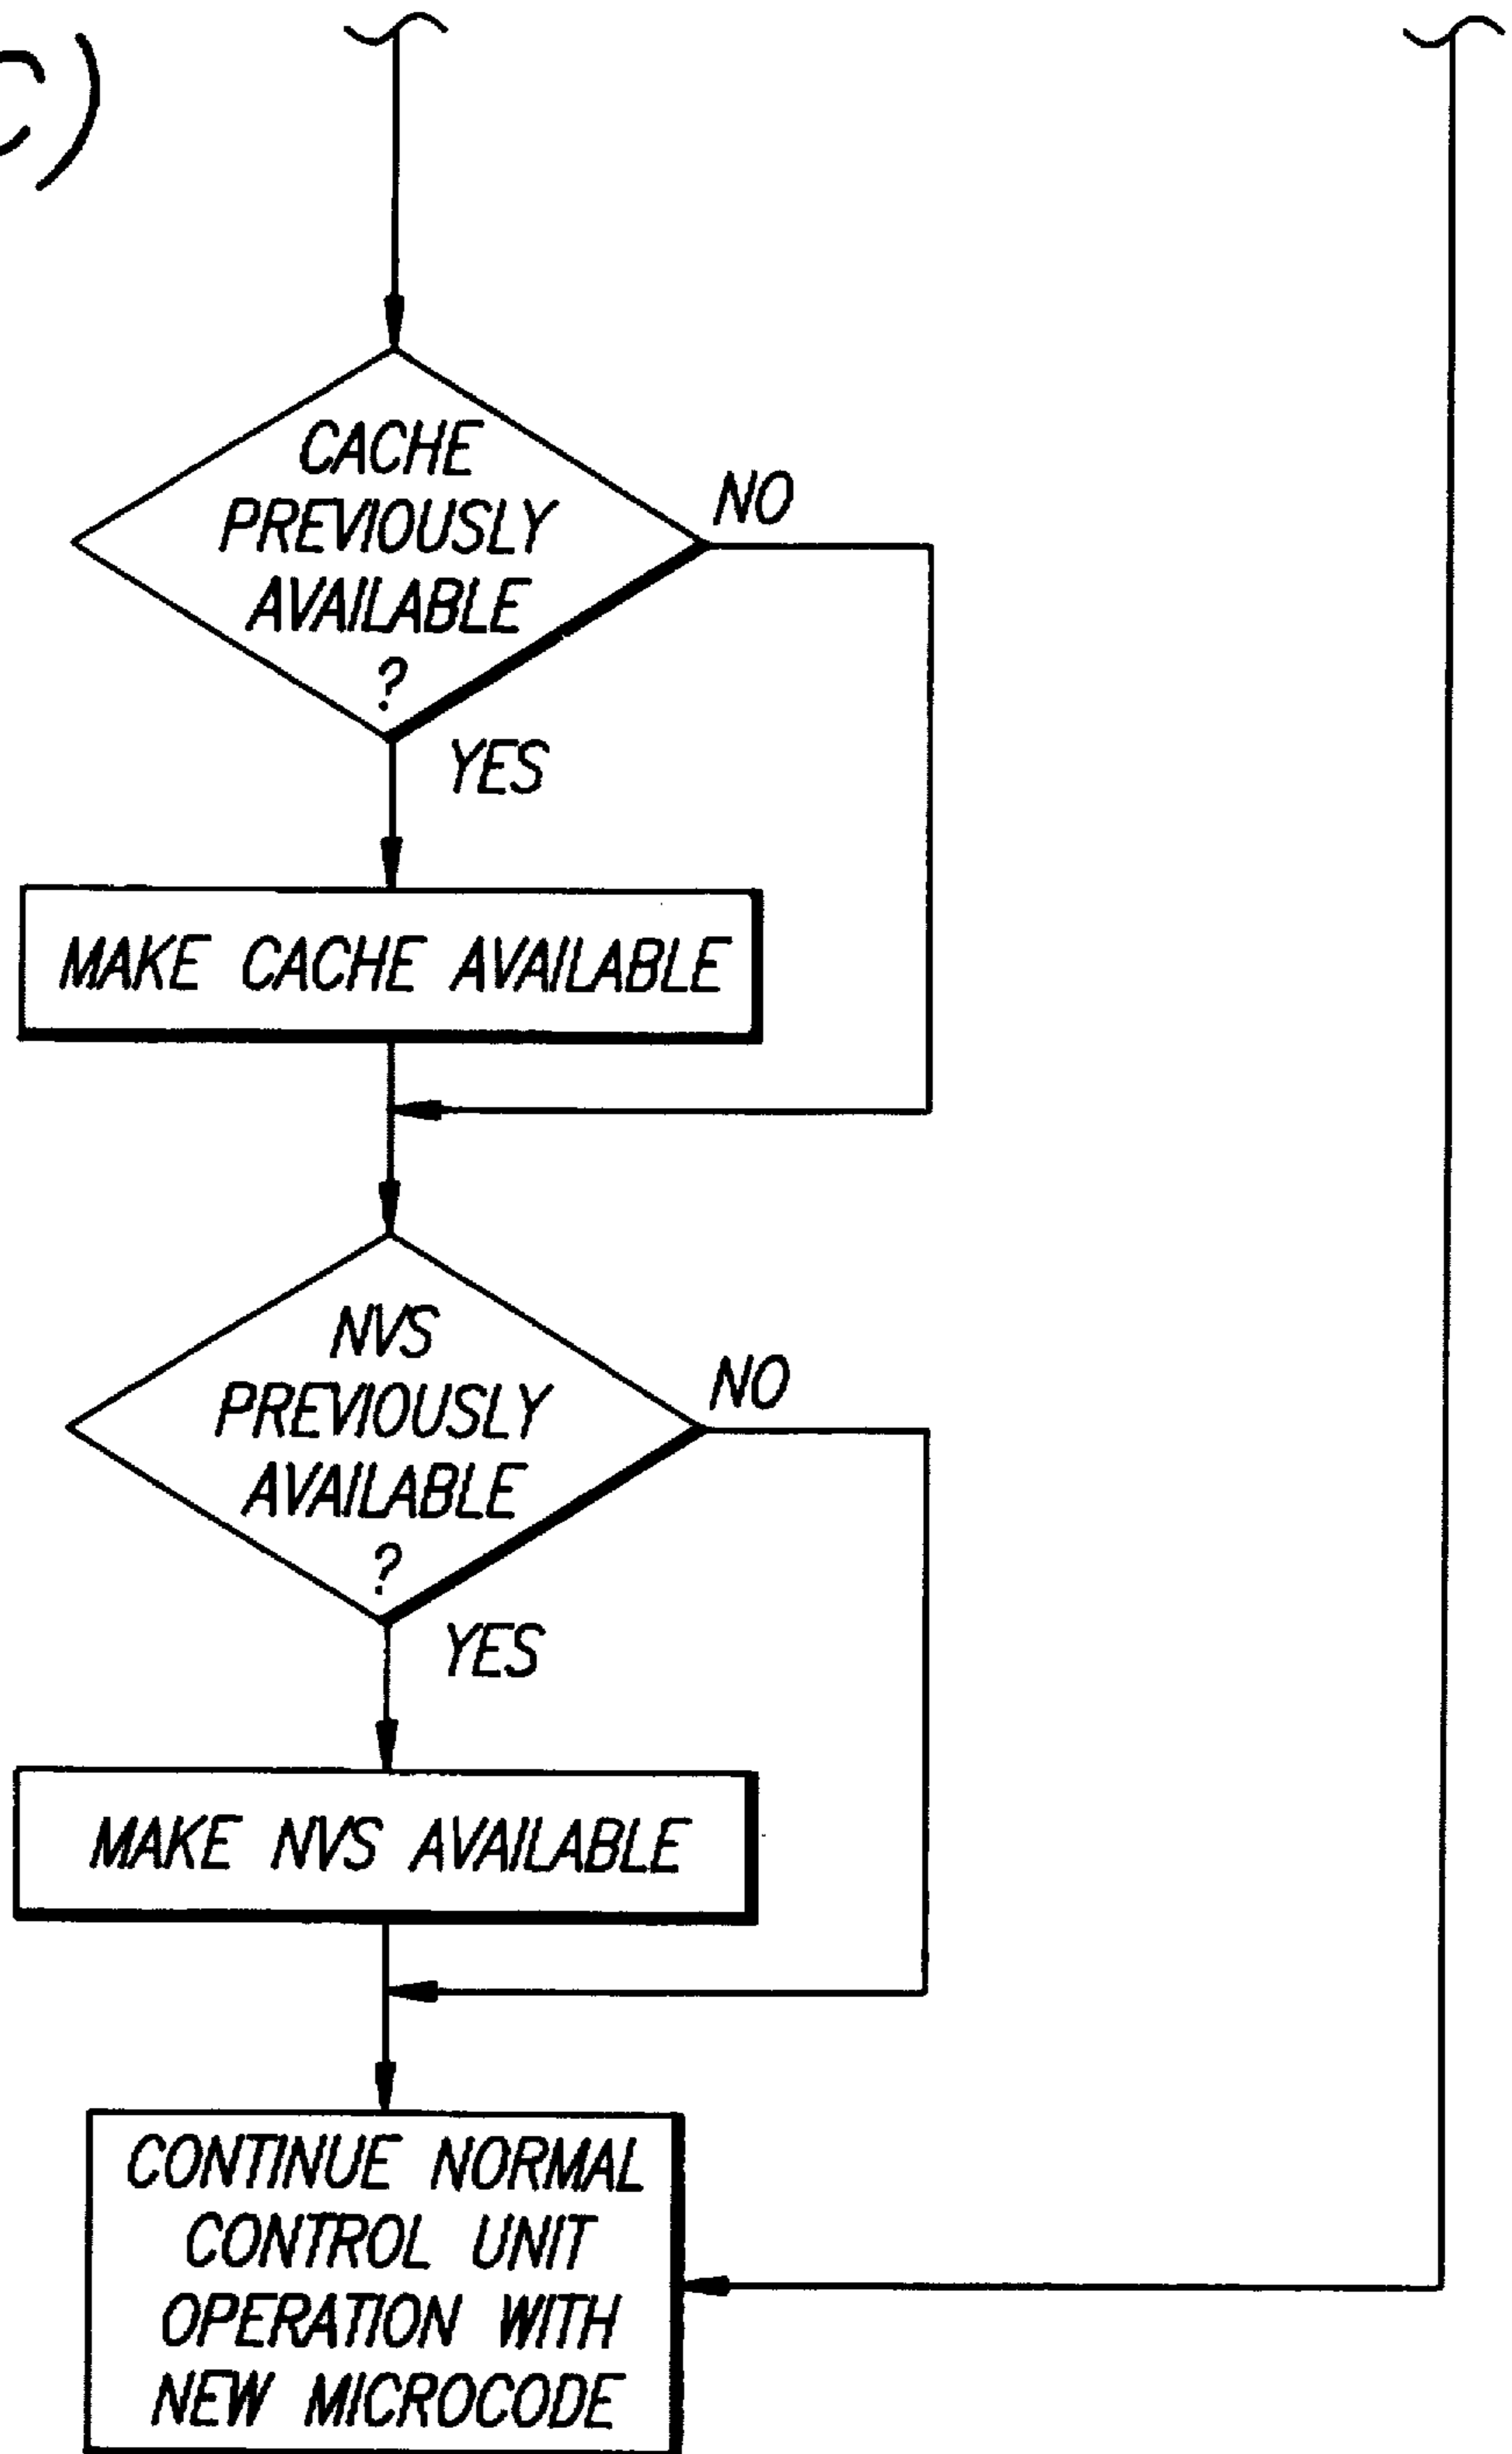 C)
CACHE
PREVIOUSLY
AVAILABLE
?
NO
YES
MAKE CACHE AVAILABLE
NVS
PREVIOUSLY
AVAILABLE
?
NO
YES
MAKE NVS AVAILABLE
CONTINUE NORMAL
CONTROL UNIT
OPERATION WITH
NEW MICROCODE